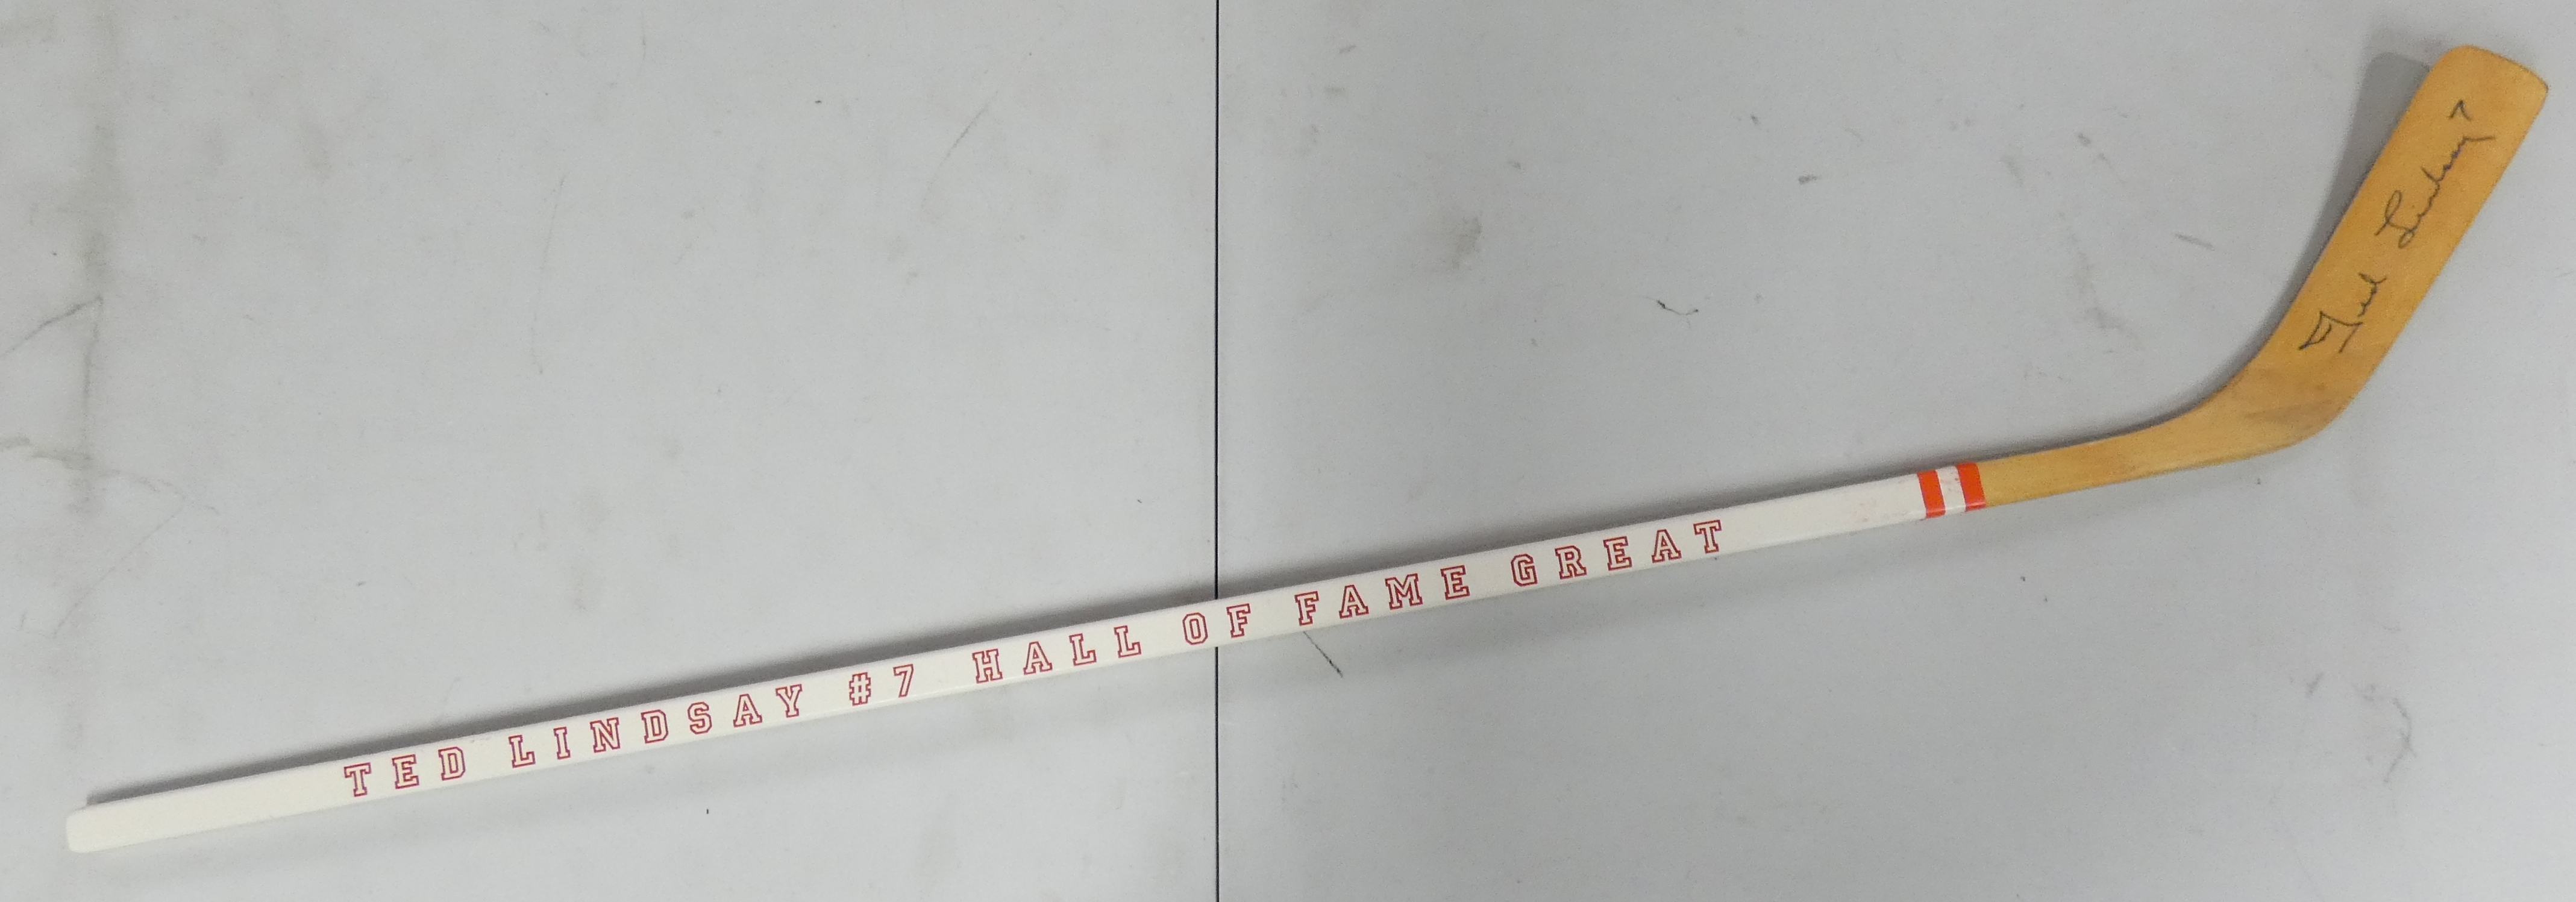 TED LINDSAY #7 HALL OF FAME GREAT
Ted Lindsay 7